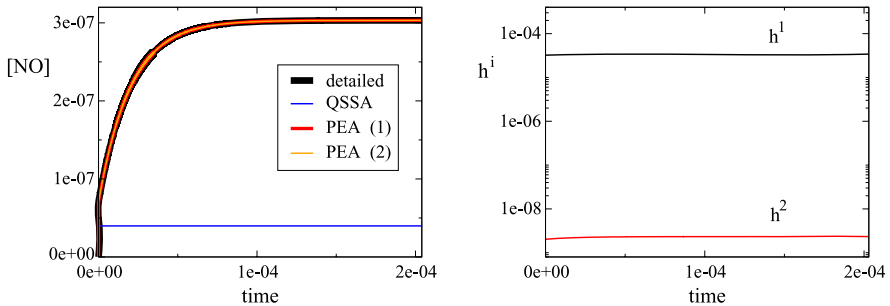 3e-07
[NO]
2e-07
1e-07
0e+00
detailed
QSSA
PEA (1)
PEA (2)
0e+00
1e-04
2e-04
time
1e-04
h^i
1e-06
1e-08
h^1
h^2
0e+00
1e-04
2e-04
time